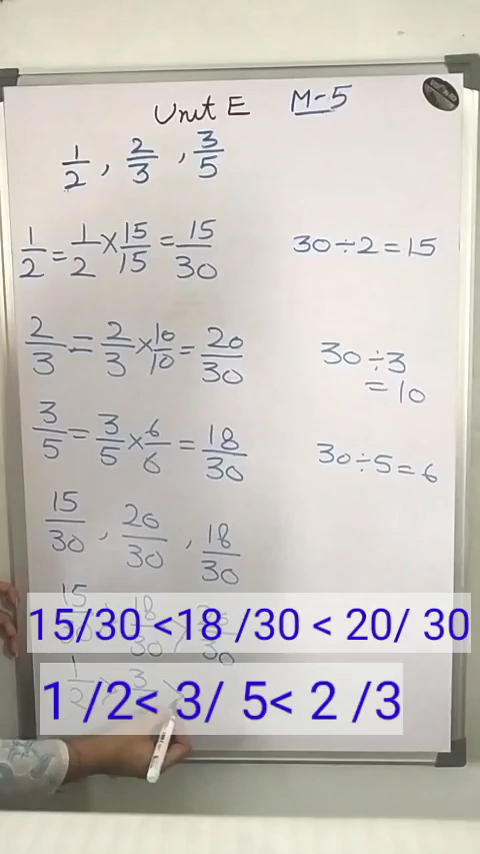 Unit E M-5
1/2 , 2/3 , 3/5
1/2 = 1/2 × 15/15 = 15/30 30÷2=15
2/3 = 2/3 × 10/10 = 20/30 30÷3
= 10
3/5 = 3/5 × 6/6 = 18/30 30÷5=6
15/30 , 20/30 , 18/30
15/30 <18 /30 < 20/ 30
1 /2< 3/ 5< 2 /3